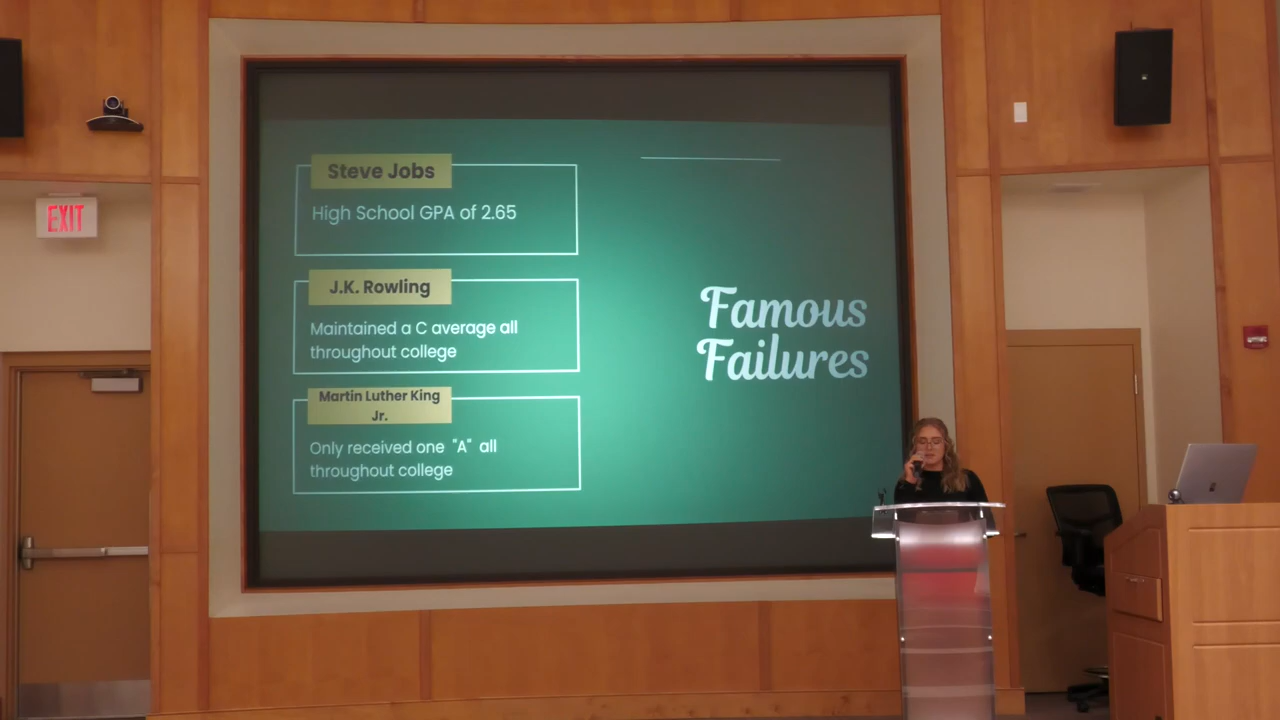 EXIT
Steve Jobs
High School GPA of 2.65
J.K. Rowling
Maintained a C average all
throughout college
Martin Luther King
Jr.
Only received one "A" all
throughout college
Famous
Failures